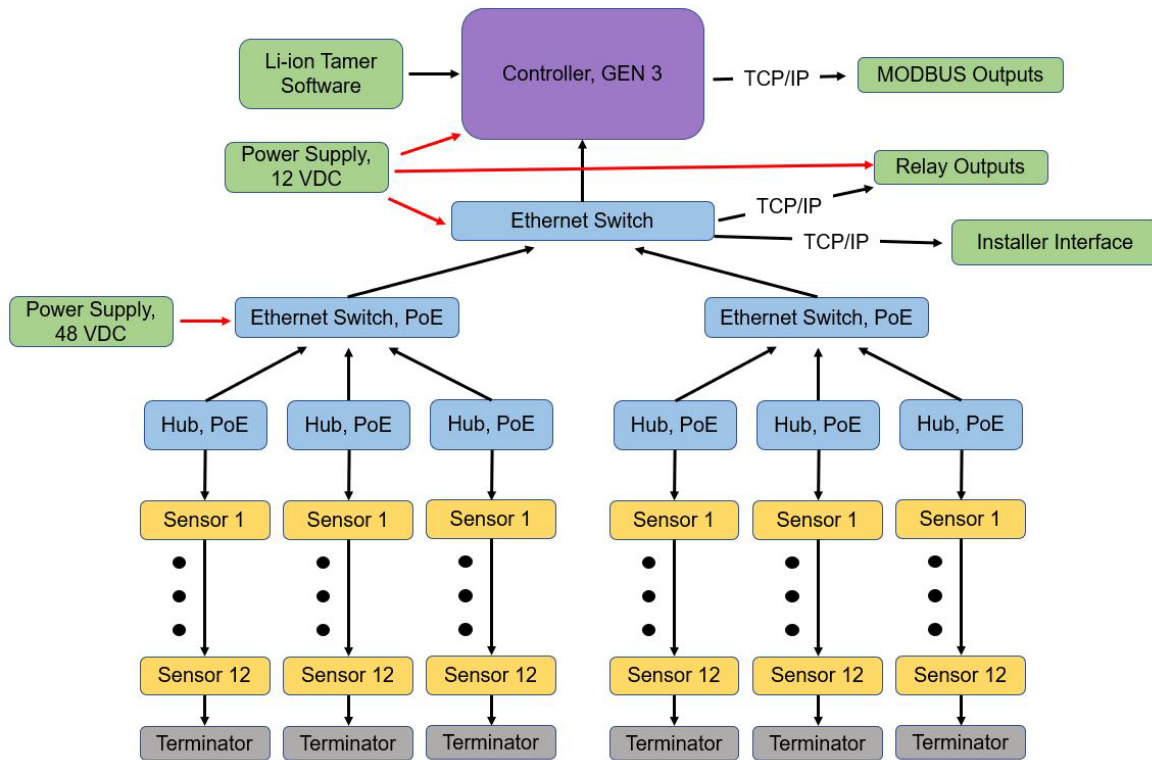 Li-ion Tamer
Software
Controller, GEN 3
TCP/IP
MODBUS Outputs
Power Supply,
12 VDC
Relay Outputs
TCP/IP
Ethernet Switch
TCP/IP
Installer Interface
Power Supply,
48 VDC
Ethernet Switch, PoE
Ethernet Switch, PoE
Hub, PoE
Hub, PoE
Hub, PoE
Hub, PoE
Hub, PoE
Hub, PoE
Sensor 1
Sensor 1
Sensor 1
Sensor 1
Sensor 1
Sensor 1
Sensor 12
Sensor 12
Sensor 12
Sensor 12
Sensor 12
Sensor 12
Terminator
Terminator
Terminator
Terminator
Terminator
Terminator